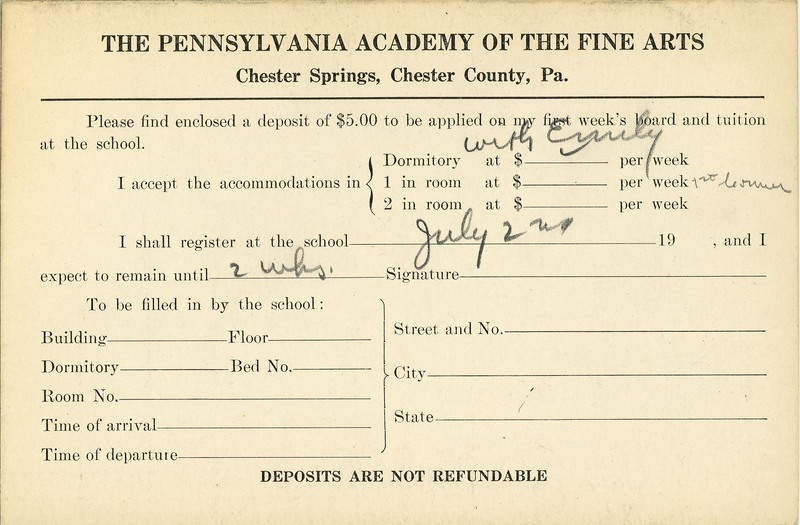 THE PENNSYLVANIA ACADEMY OF THE FINE ARTS
Chester Springs, Chester County, Pa.
Please find enclosed a deposit of $5.00 to be applied on my first week's board and tuition
at the school.
with Emily
Dormitory at $ per week
I accept the accommodations in 1 in room at $ per week 1st corner
2 in room at $ per week
I shall register at the school July 2nd 19 , and I
expect to remain until 2 wks. Signature
To be filled in by the school:
Building Floor
Dormitory Bed No.
Room No.
Time of arrival
Time of departure
Street and No.
City
State
DEPOSITS ARE NOT REFUNDABLE